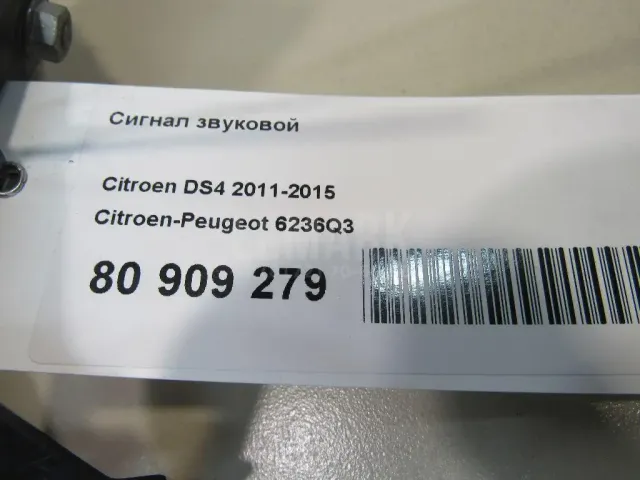 Сигнал звуковой
Citroen DS4 2011-2015
Citroen-Peugeot 6236Q3
80 909 279